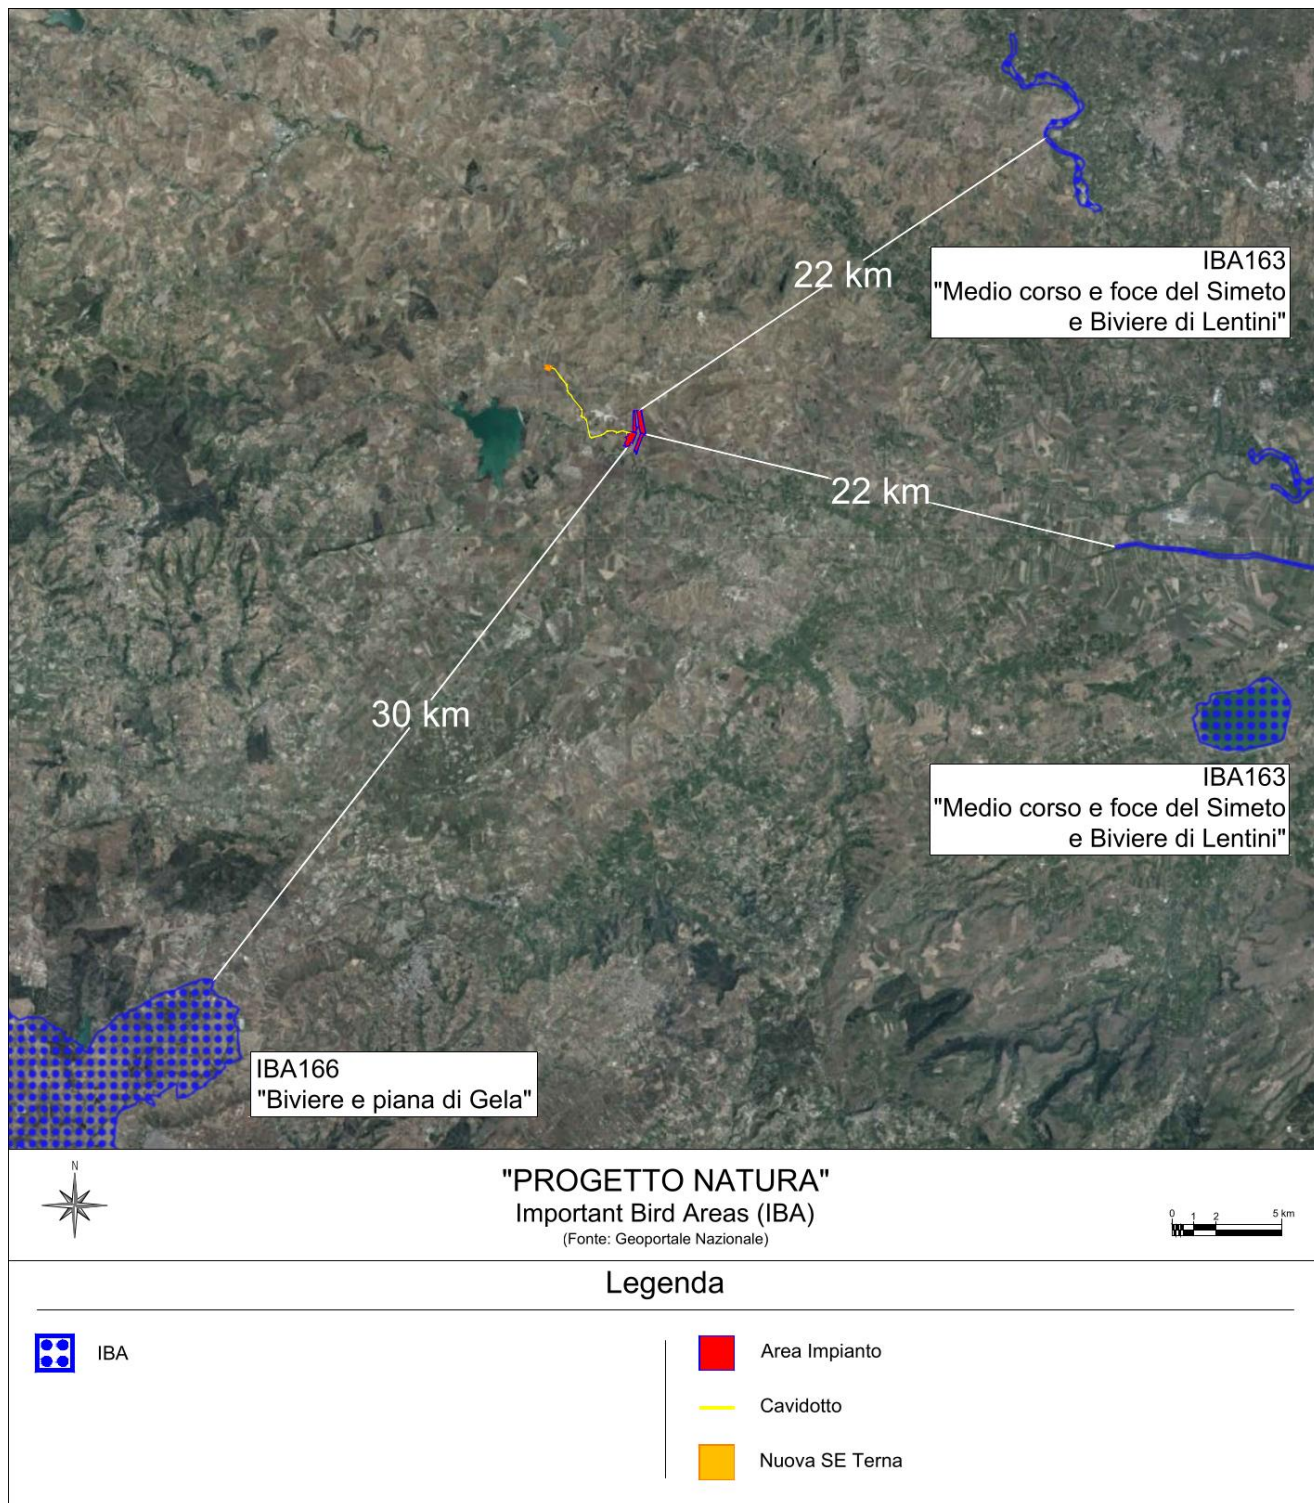 22 km
IBA163
"Medio corso e foce del Simeto
e Biviere di Lentini"
22 km
30 km
IBA163
"Medio corso e foce del Simeto
e Biviere di Lentini"
IBA166
"Biviere e piana di Gela"
N
"PROGETTO NATURA"
Important Bird Areas (IBA)
(Fonte: Geoportale Nazionale)
0 1 2 5 km
Legenda
IBA
Area Impianto
Cavidotto
Nuova SE Terna